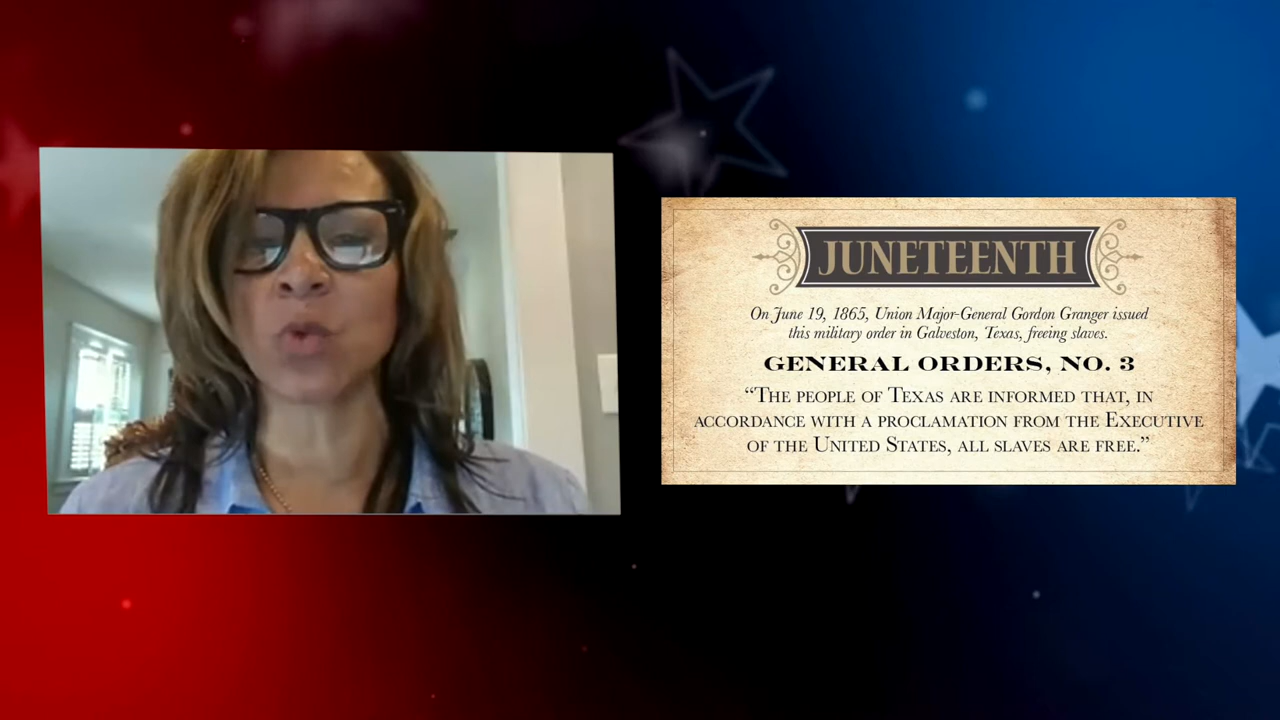 JUNETEENTH
On June 19, 1865, Union Major-General Gordon Granger issued
this military order in Galveston, Texas, freeing slaves.
GENERAL ORDERS, NO. 3
“The people of Texas are informed that, in
accordance with a proclamation from the Executive
of the United States, all slaves are free.”